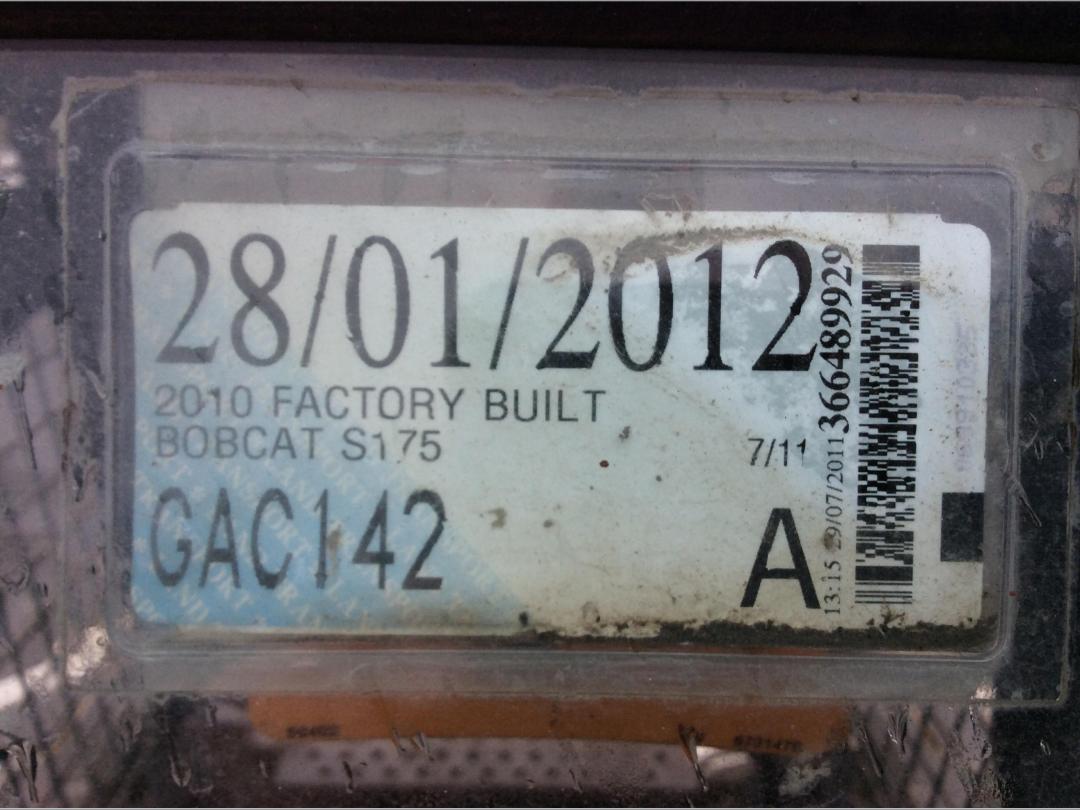 28/01/2012
2010 FACTORY BUILT
BOBCAT S175
7/11
GAC142
A
13:15 29/07/2011
366489929